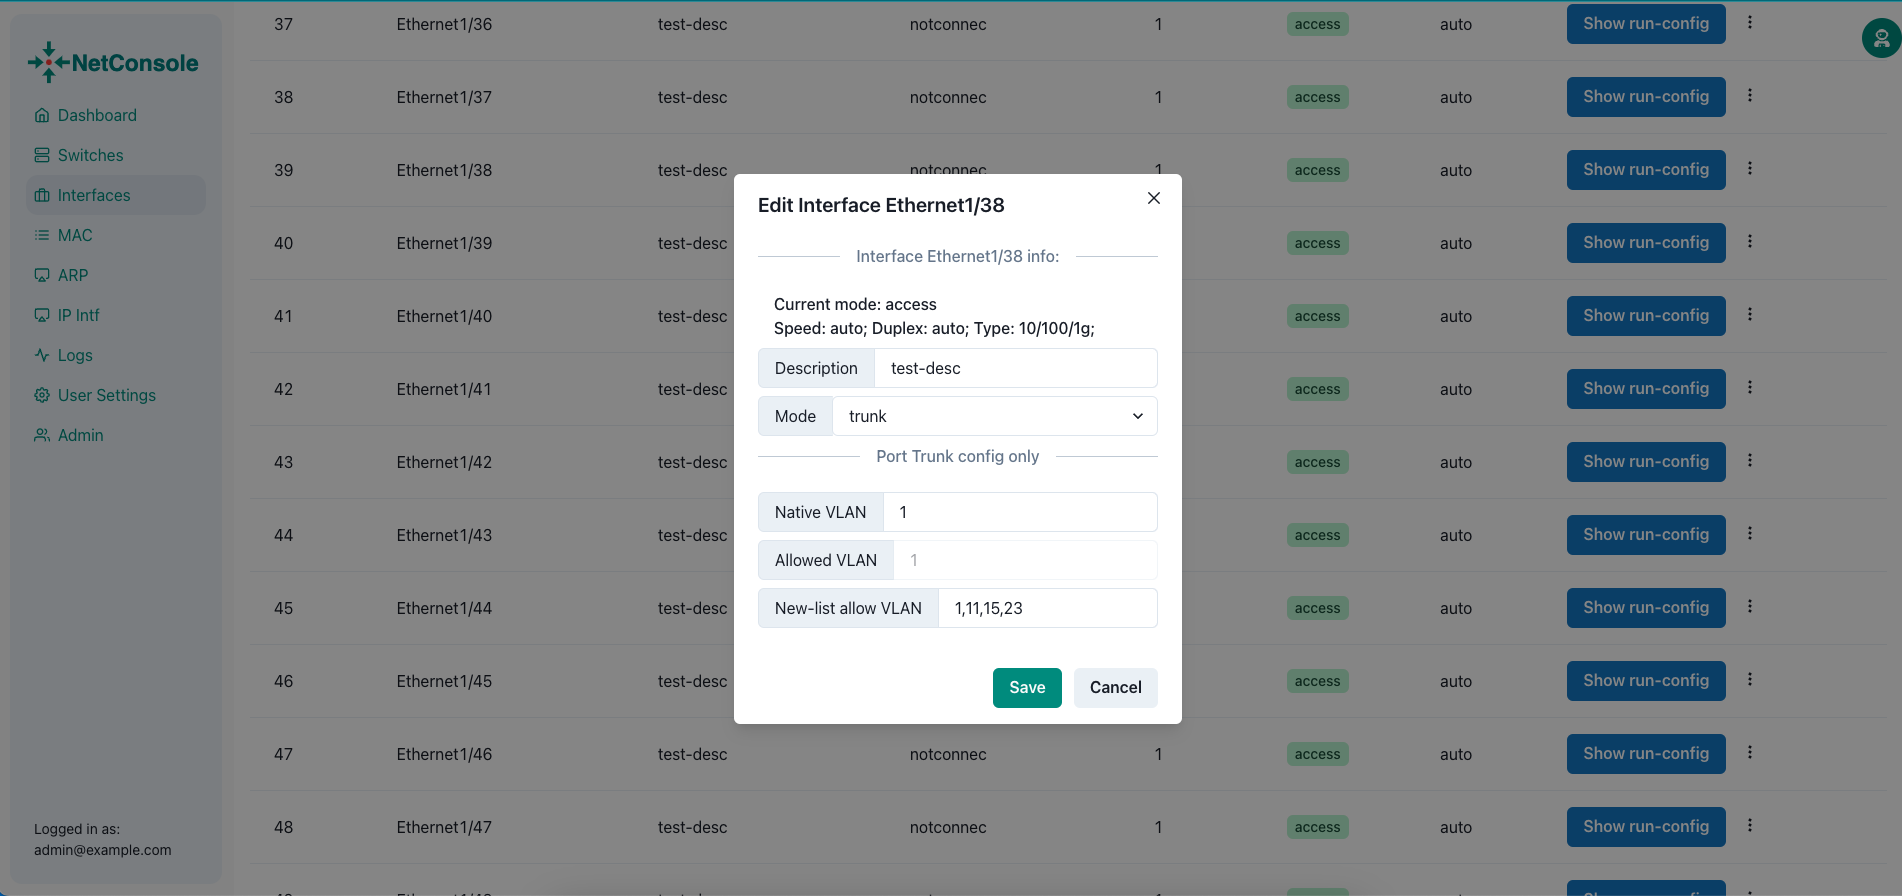 NetConsole
Dashboard
Switches
Interfaces
MAC
ARP
IP Intf
Logs
User Settings
Admin
Logged in as:
admin@example.com
37 Ethernet1/36 test-desc notconnec 1 access auto Show run-config
38 Ethernet1/37 test-desc notconnec 1 access auto Show run-config
39 Ethernet1/38 test-desc notconnec 1 access auto Show run-config
40 Ethernet1/39 test-desc access auto Show run-config
41 Ethernet1/40 test-desc access auto Show run-config
42 Ethernet1/41 test-desc access auto Show run-config
43 Ethernet1/42 test-desc access auto Show run-config
44 Ethernet1/43 test-desc access auto Show run-config
45 Ethernet1/44 test-desc access auto Show run-config
46 Ethernet1/45 test-desc access auto Show run-config
47 Ethernet1/46 test-desc notconnec 1 access auto Show run-config
48 Ethernet1/47 test-desc notconnec 1 access auto Show run-config
Edit Interface Ethernet1/38
Interface Ethernet1/38 info:
Current mode: access
Speed: auto; Duplex: auto; Type: 10/100/1g;
Description test-desc
Mode trunk
Port Trunk config only
Native VLAN 1
Allowed VLAN 1
New-list allow VLAN 1,11,15,23
Save Cancel